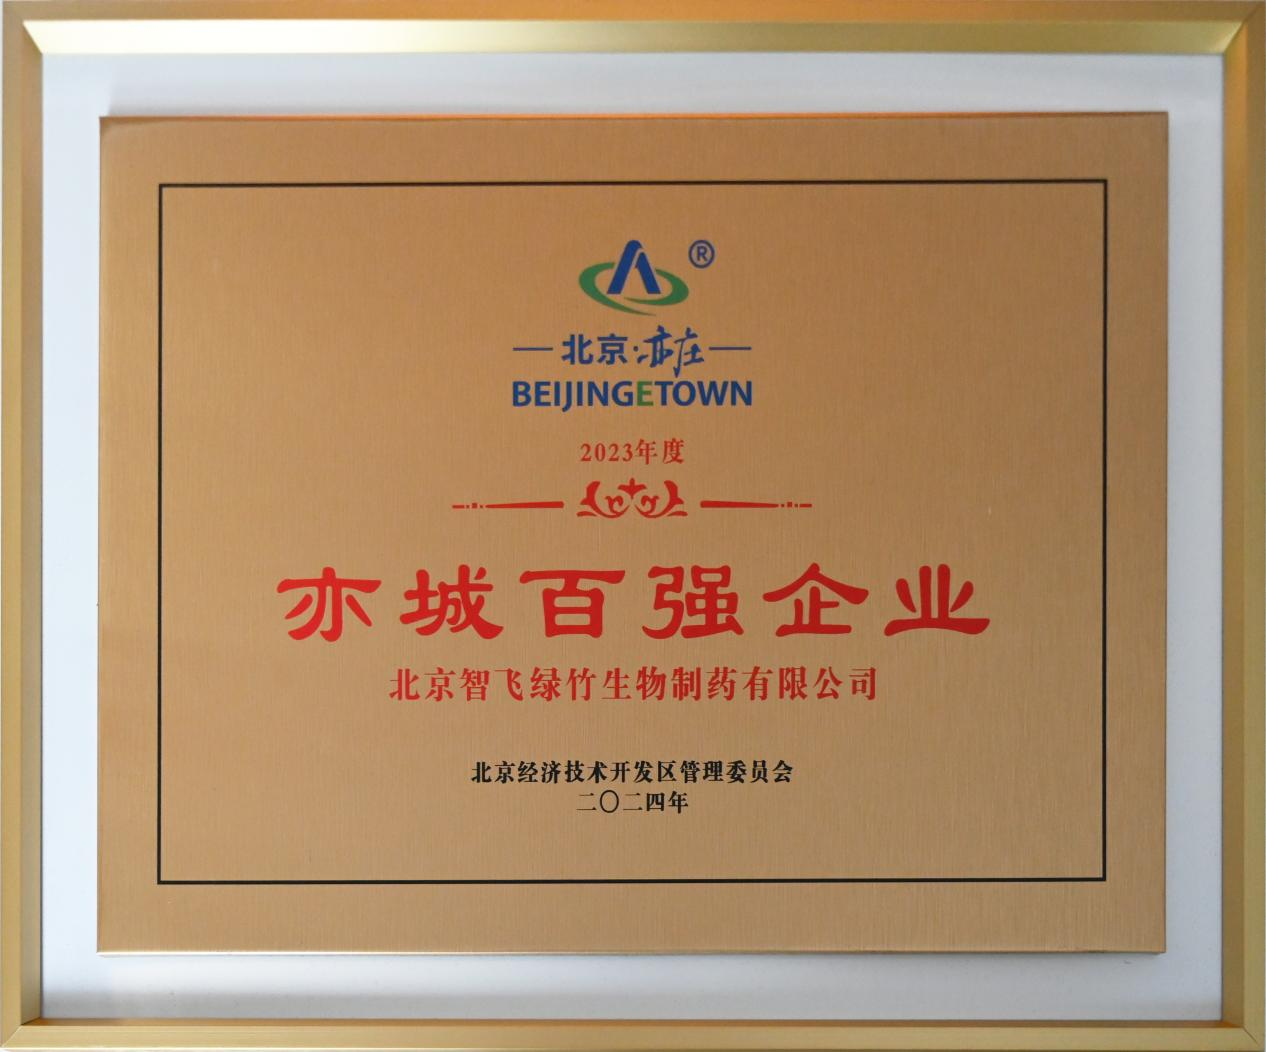 ®
北京·亦庄
BEIJINGETOWN
2023年度
亦城百强企业
北京智飞绿竹生物制药有限公司
北京经济技术开发区管理委员会
二〇二四年